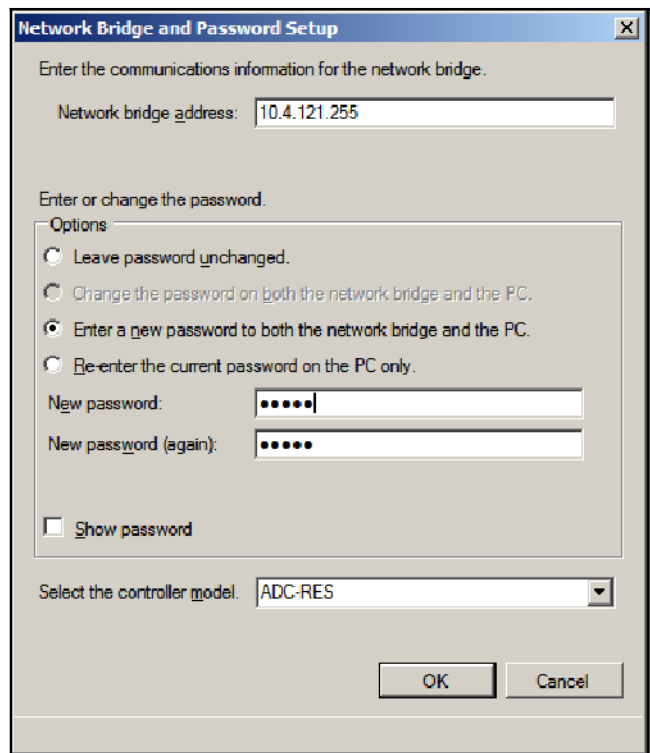 Network Bridge and Password Setup
Enter the communications information for the network bridge.
Network bridge address: 10.4.121.255
Enter or change the password.
Options
Leave password unchanged.
Change the password on both the network bridge and the PC.
Enter a new password to both the network bridge and the PC.
Re-enter the current password on the PC only.
New password: •••••
New password (again): •••••
Show password
Select the controller model. ADC-RES
OK Cancel